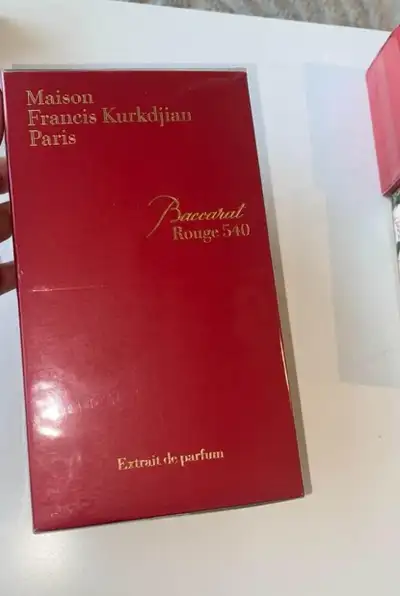 Maison
Francis Kurkdjian
Paris
Baccarat
Rouge 540
Extrait de parfum